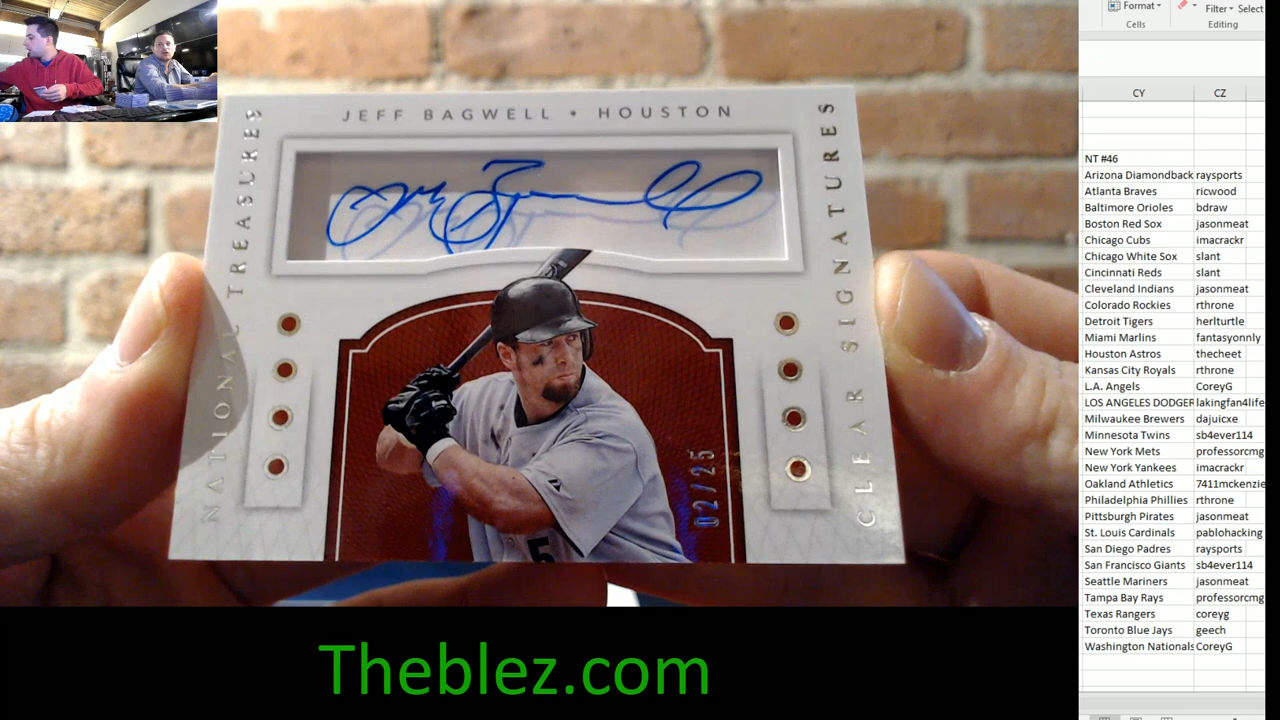 JEFF BAGWELL • HOUSTON
NATIONAL TREASURES
CLEAR SIGNATURES
02/25
5
Theblez.com
Format
Filter
Select
Cells
Editing
CY CZ
NT #46
Arizona Diamondback raysports
Atlanta Braves ricwood
Baltimore Orioles bdraw
Boston Red Sox jasonmeat
Chicago Cubs imacrackr
Chicago White Sox slant
Cincinnati Reds slant
Cleveland Indians jasonmeat
Colorado Rockies rthrone
Detroit Tigers herlturtle
Miami Marlins fantasyonnly
Houston Astros thecheet
Kansas City Royals rthrone
L.A. Angels CoreyG
LOS ANGELES DODGER lakingfan4life
Milwaukee Brewers dajuicxe
Minnesota Twins sb4ever114
New York Mets professorcmg
New York Yankees imacrackr
Oakland Athletics 7411mckenzie
Philadelphia Phillies rthrone
Pittsburgh Pirates jasonmeat
St. Louis Cardinals pablohacking
San Diego Padres raysports
San Francisco Giants sb4ever114
Seattle Mariners jasonmeat
Tampa Bay Rays professorcmg
Texas Rangers coreyg
Toronto Blue Jays geech
Washington Nationals CoreyG